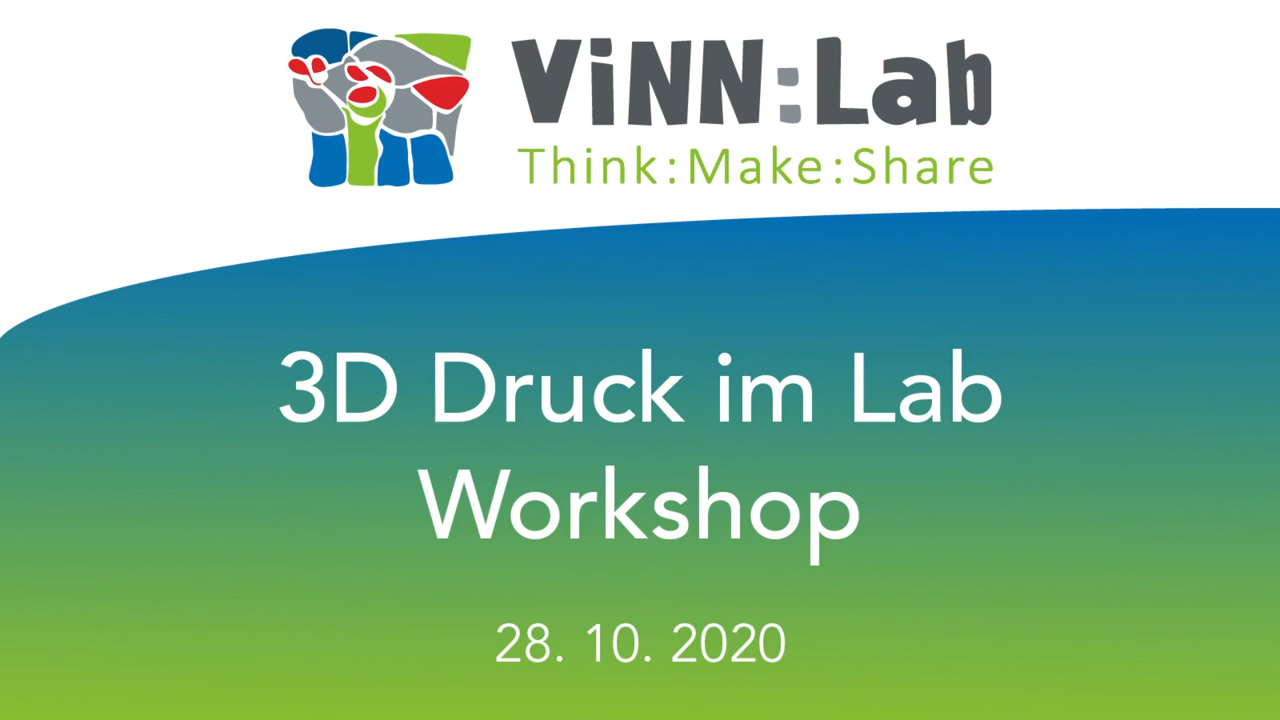 ViNN:Lab
Think:Make:Share
3D Druck im Lab
Workshop
28. 10. 2020